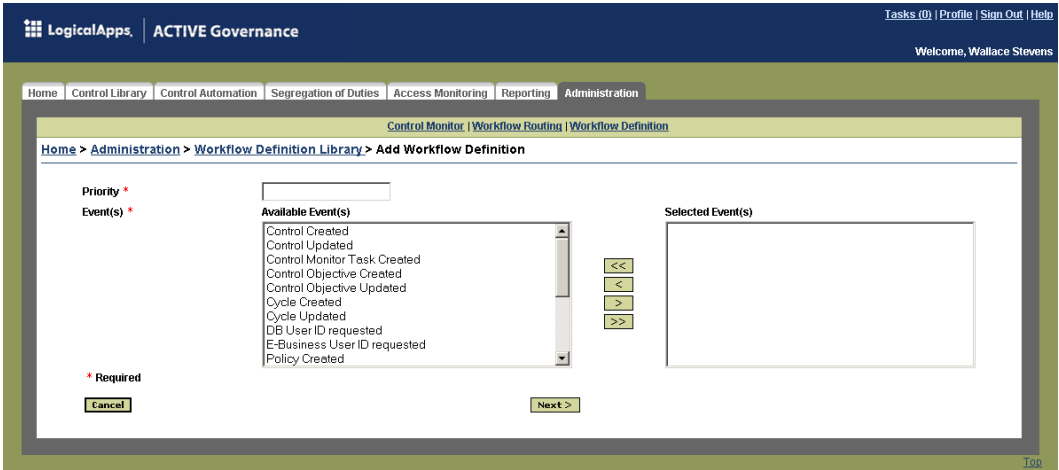 Tasks (0) | Profile | Sign Out | Help
LogicalApps. ACTIVE Governance
Welcome, Wallace Stevens
Home Control Library Control Automation Segregation of Duties Access Monitoring Reporting Administration
Control Monitor | Workflow Routing | Workflow Definition
Home > Administration > Workflow Definition Library > Add Workflow Definition
Priority *
Event(s) * Available Event(s) Selected Event(s)
Control Created
Control Updated
Control Monitor Task Created
Control Objective Created
Control Objective Updated
Cycle Created
Cycle Updated
DB User ID requested
E-Business User ID requested
Policy Created
<<
<
>
>>
* Required
Cancel Next >
Top